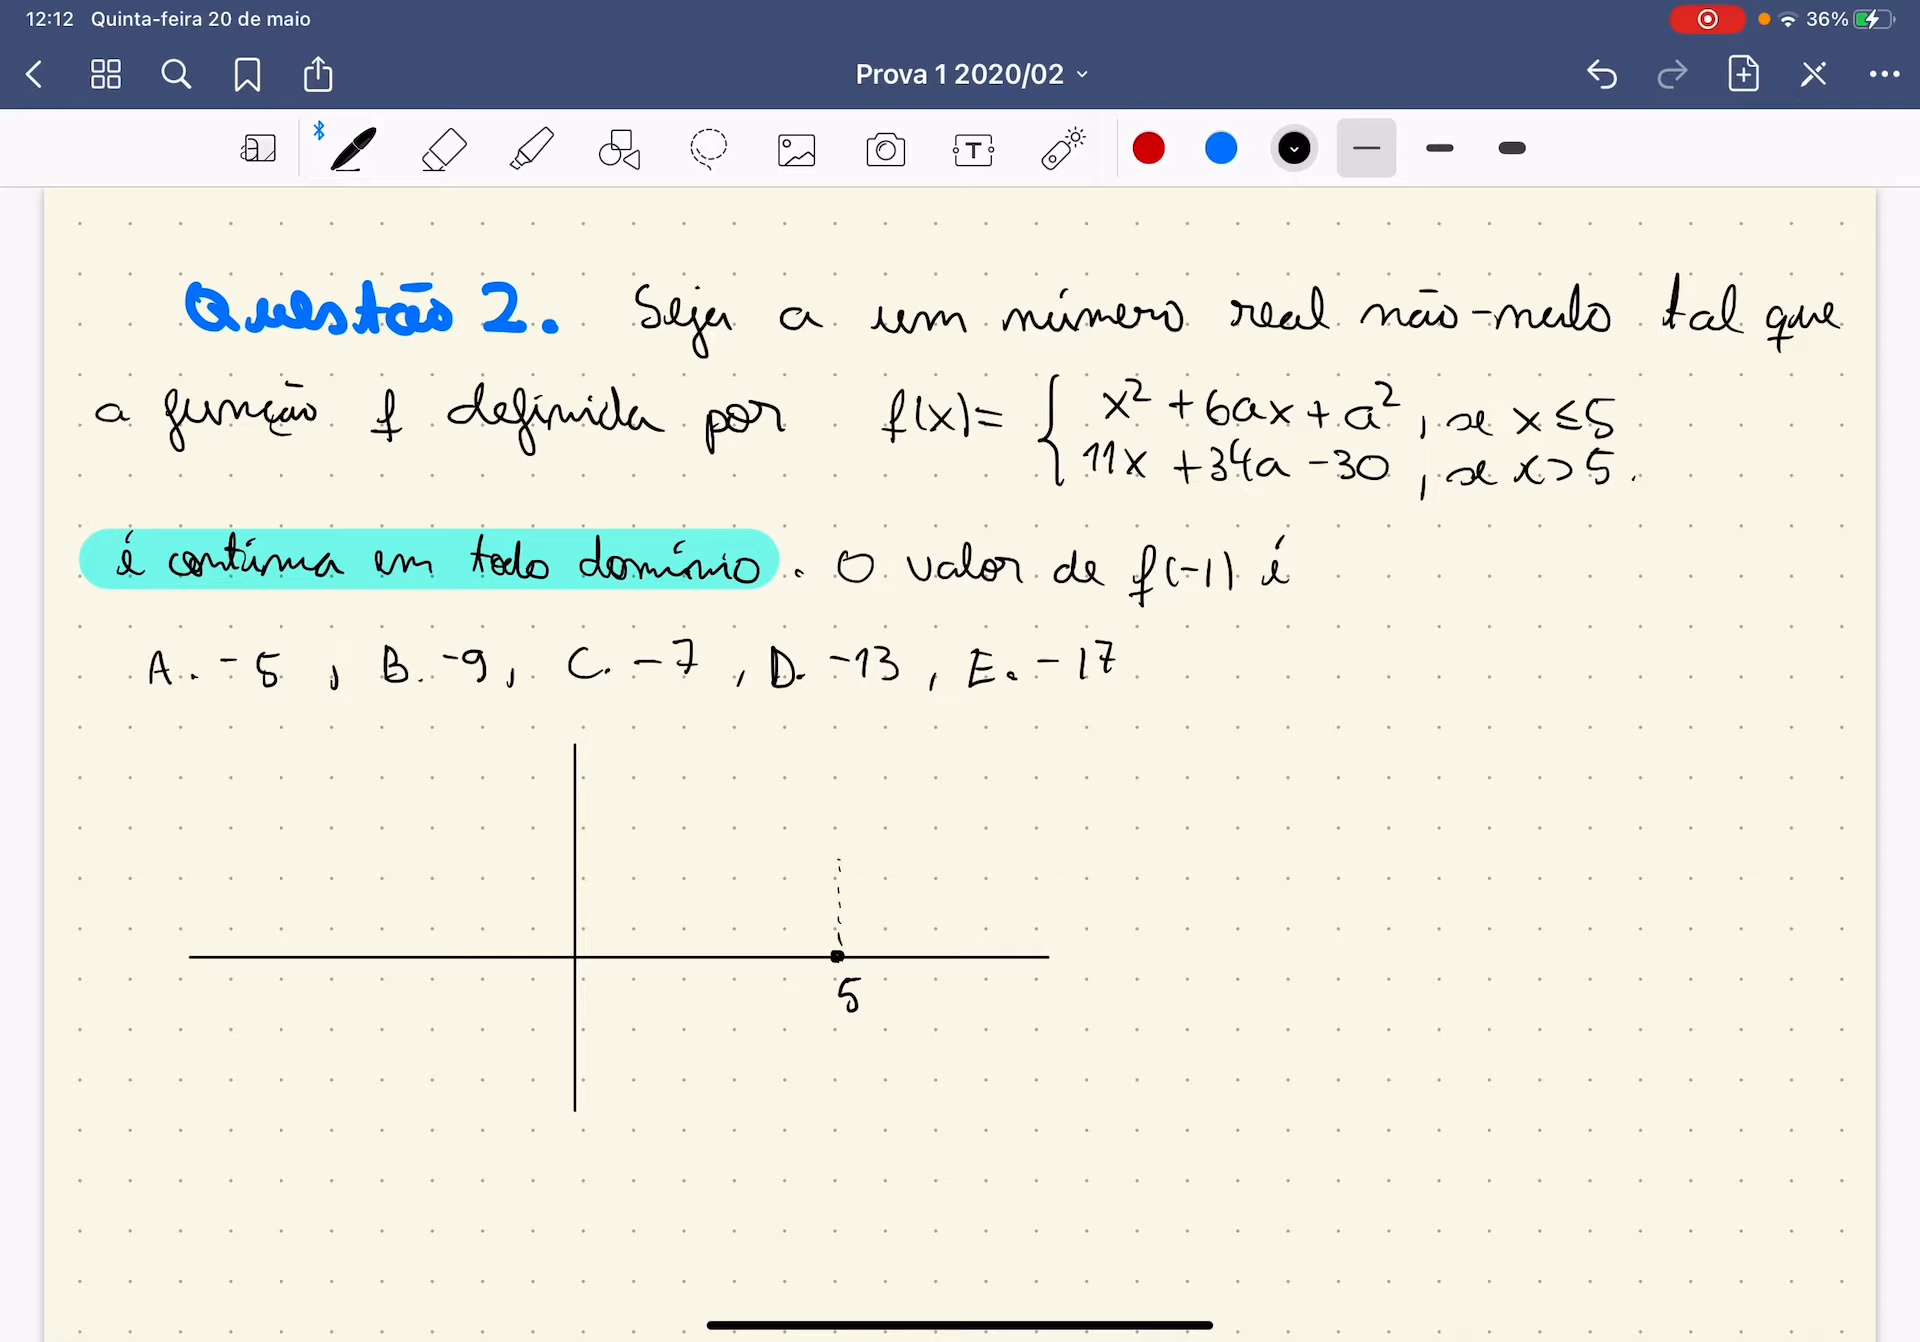 12:12 Quinta-feira 20 de maio 36%
Prova 1 2020/02
Questão 2. Seja a um número real não-nulo tal que
a função f definida por f(x)= { x² + 6ax + a², se x ≤ 5
11x + 34a - 30, se x > 5.
é contínua em todo domínio. O valor de f(-1) é
A. -5, B. -9, C. -7, D. -13, E. -17
5